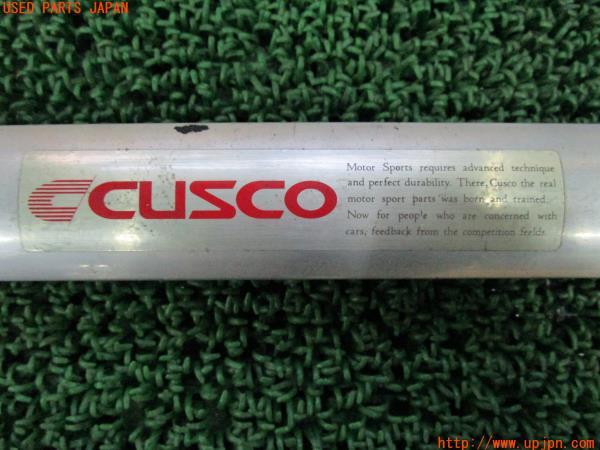 USED PARTS JAPAN
CUSCO
Motor Sports requires advanced technique
and perfect durability. There, Cusco the real
motor sport parts was born and trained.
Now for people who are concerned with
cars, feedback from the competition feelds.
http://www.upjpn.com/